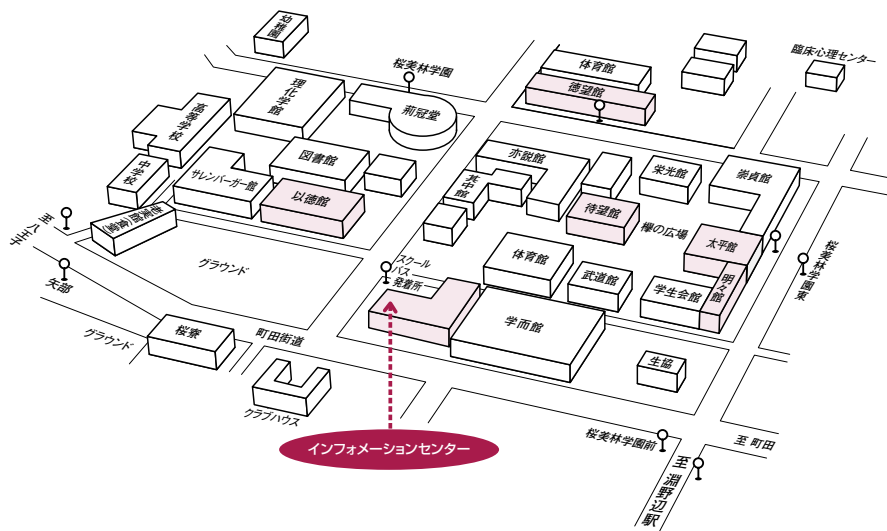 幼稚園
桜美林学園
体育館
徳望館
臨床心理センター
理化学館
荊冠堂
高等学校
中学校
図書館
サレンバーガー館
以徳館
亦説館
其中館
栄光館
崇貞館
待望館
欅の広場
太平館
明々館
桜美林学園東
老実館食堂
至八王子
矢部
グラウンド
スクール
バス
発着所
体育館
武道館
学生会館
学而館
生協
グラウンド
桜寮
町田街道
クラブハウス
インフォメーションセンター
桜美林学園前
至 町田
至 淵野辺駅